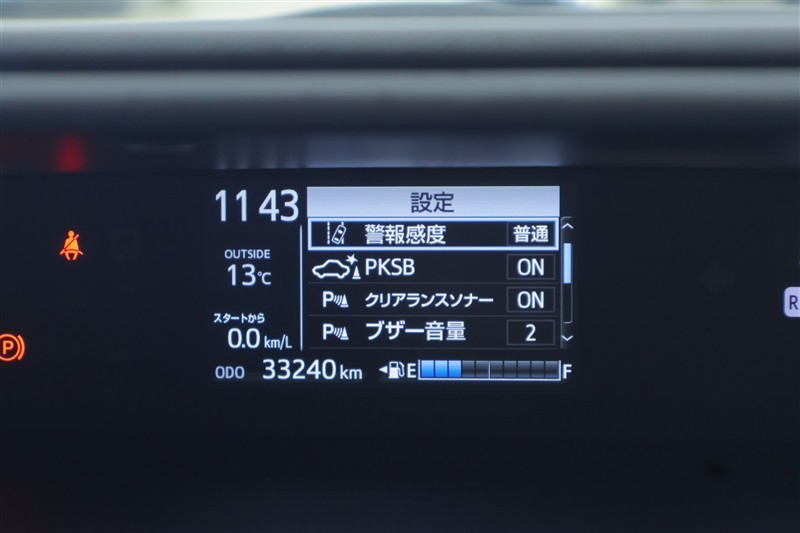 11 43
設定
警報感度 普通
OUTSIDE
13℃
PKSB ON
P クリアランスソナー ON
スタートから
0.0 km/L
P ブザー音量 2
ODO 33240 km E F
P
R